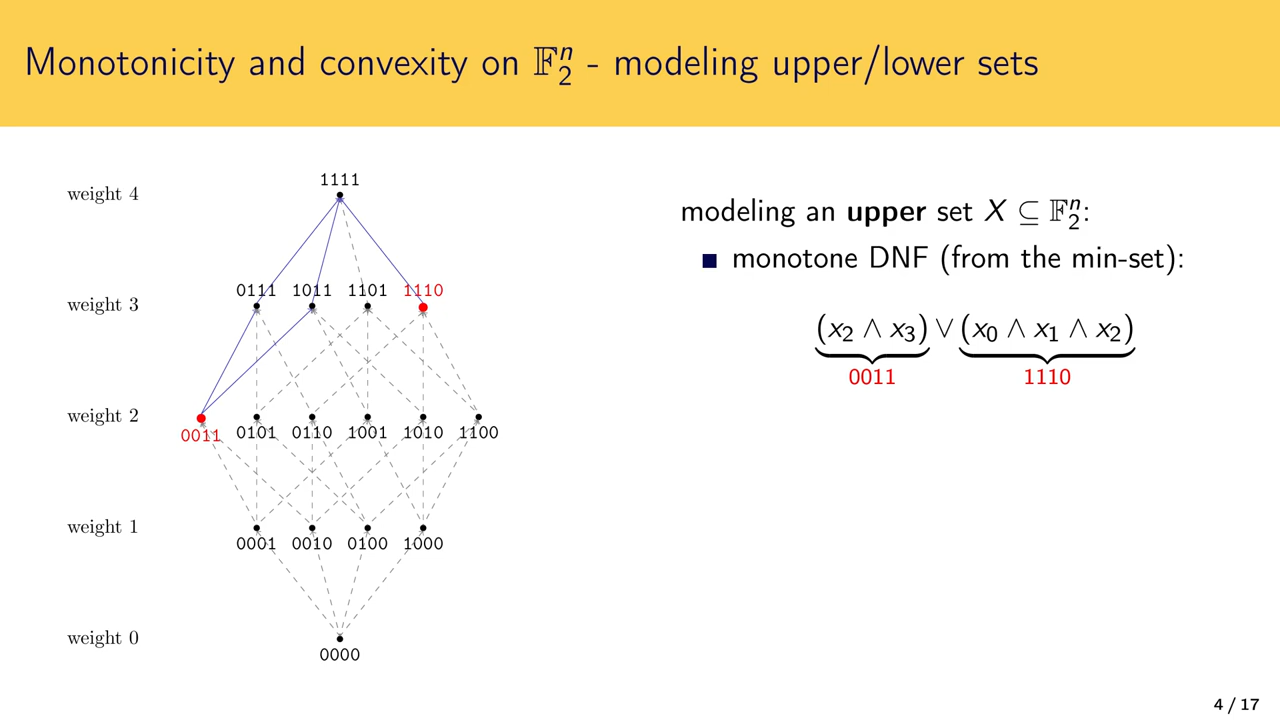 Monotonicity and convexity on 𝔽₂ⁿ - modeling upper/lower sets
1111
weight 4
0111 1011 1101 1110
weight 3
weight 2
0011 0101 0110 1001 1010 1100
weight 1
0001 0010 0100 1000
weight 0
0000
modeling an upper set X ⊆ 𝔽₂ⁿ:
monotone DNF (from the min-set):
(x₂ ∧ x₃) ∨ (x₀ ∧ x₁ ∧ x₂)
0011 1110
4 / 17